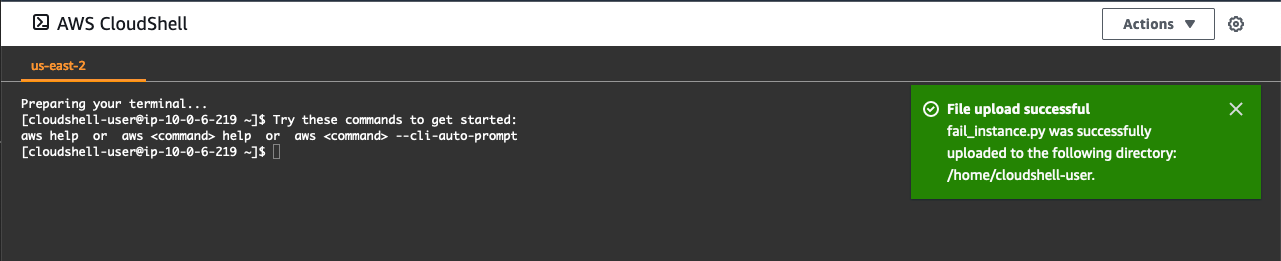 AWS CloudShell
Actions
us-east-2
Preparing your terminal...
[cloudshell-user@ip-10-0-6-219 ~]$ Try these commands to get started:
aws help  or  aws <command> help  or  aws <command> --cli-auto-prompt
[cloudshell-user@ip-10-0-6-219 ~]$
File upload successful
fail_instance.py was successfully
uploaded to the following directory:
/home/cloudshell-user.